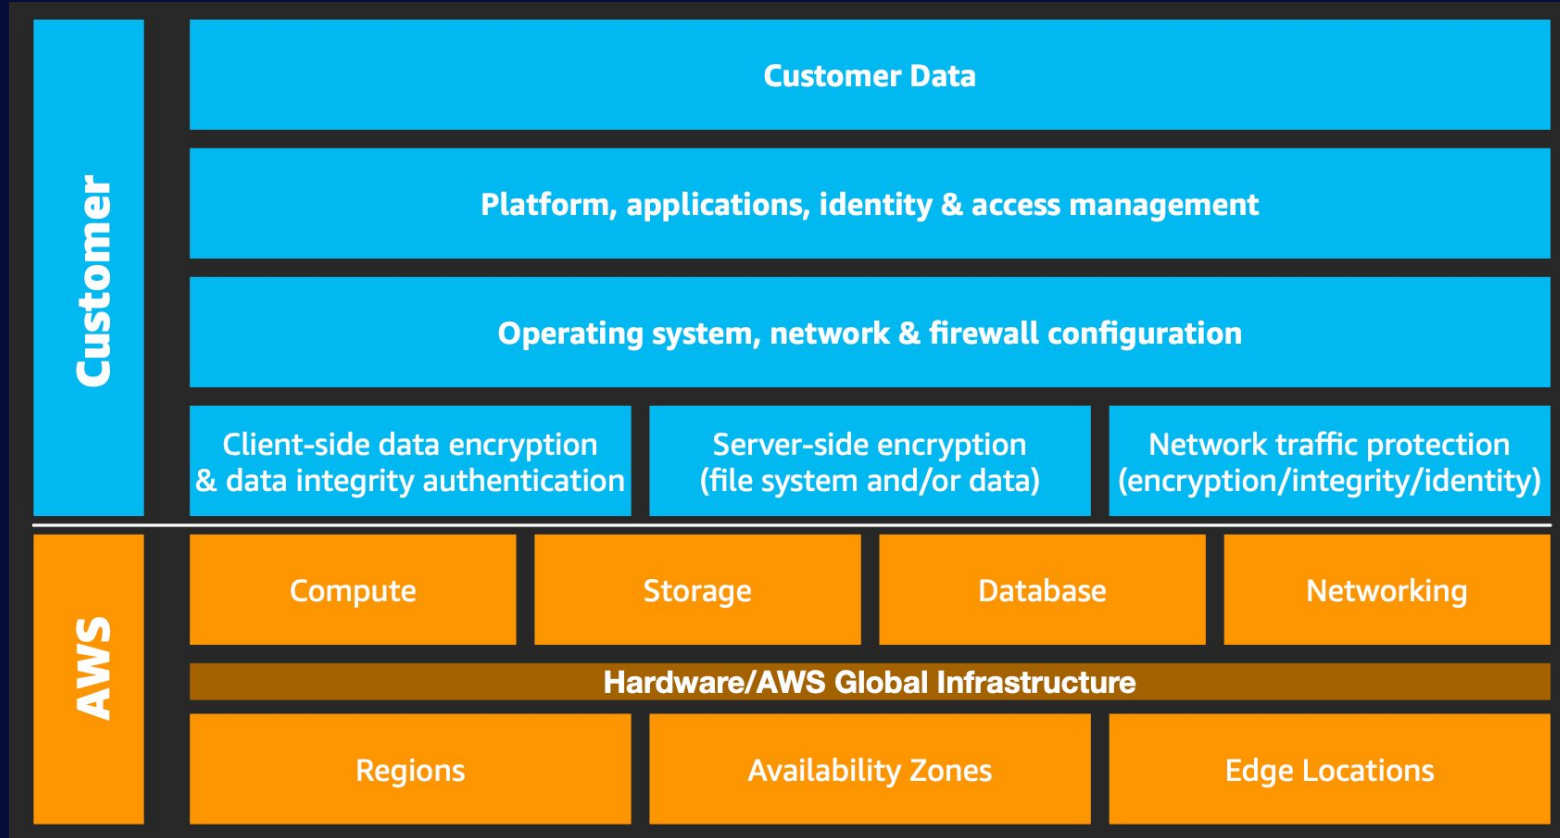 Customer
Customer Data
Platform, applications, identity & access management
Operating system, network & firewall configuration
Client-side data encryption
& data integrity authentication
Server-side encryption
(file system and/or data)
Network traffic protection
(encryption/integrity/identity)
AWS
Compute
Storage
Database
Networking
Hardware/AWS Global Infrastructure
Regions
Availability Zones
Edge Locations